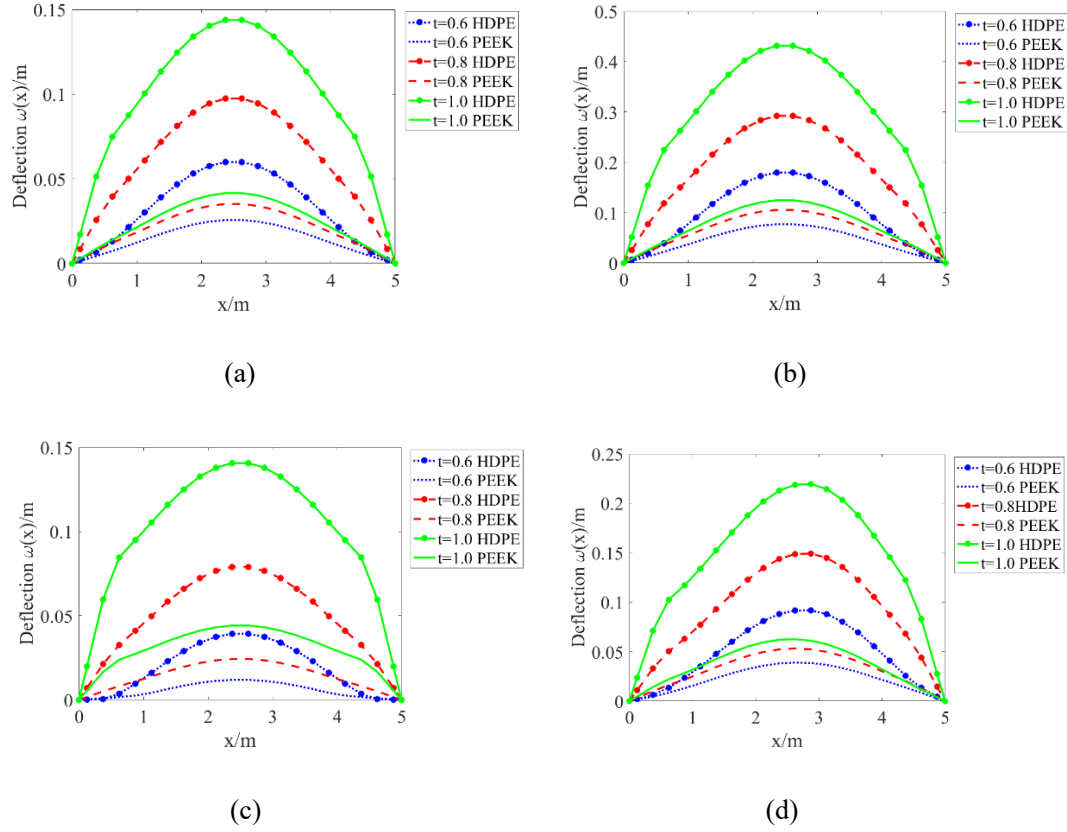 0.15
0.1
0.05
0
Deflection ω(x)/m
0 1 2 3 4 5
x/m
t=0.6 HDPE
t=0.6 PEEK
t=0.8 HDPE
t=0.8 PEEK
t=1.0 HDPE
t=1.0 PEEK
(a)
0.5
0.4
0.3
0.2
0.1
0
Deflection ω(x)/m
0 1 2 3 4 5
x/m
t=0.6 HDPE
t=0.6 PEEK
t=0.8 HDPE
t=0.8 PEEK
t=1.0 HDPE
t=1.0 PEEK
(b)
0.15
0.1
0.05
0
Deflection ω(x)/m
0 1 2 3 4 5
x/m
t=0.6 HDPE
t=0.6 PEEK
t=0.8 HDPE
t=0.8 PEEK
t=1.0 HDPE
t=1.0 PEEK
(c)
0.25
0.2
0.15
0.1
0.05
0
Deflection ω(x)/m
0 1 2 3 4 5
x/m
t=0.6 HDPE
t=0.6 PEEK
t=0.8HDPE
t=0.8 PEEK
t=1.0 HDPE
t=1.0 PEEK
(d)